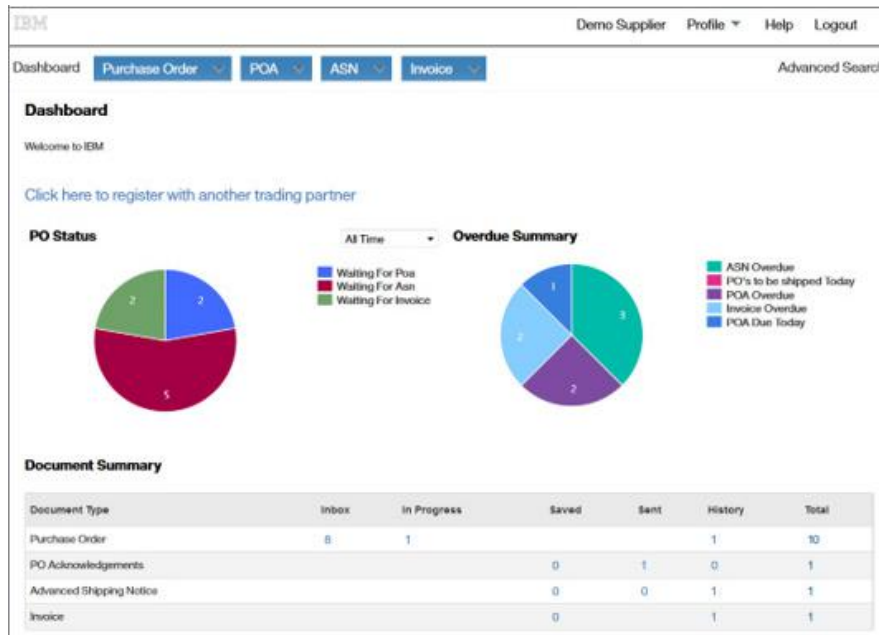 IBM
Demo Supplier Profile Help Logout
Dashboard Purchase Order POA ASN Invoice Advanced Search
Dashboard
Welcome to IBM
Click here to register with another trading partner
PO Status All Time Overdue Summary
Waiting For Poa
Waiting For Asn
Waiting For Invoice
2 2
5
ASN Overdue
PO's to be shipped Today
POA Overdue
Invoice Overdue
POA Due Today
1
3
2
2
Document Summary
Document Type Inbox In Progress Saved Sent History Total
Purchase Order 8 1 1 10
PO Acknowledgements 0 1 0 1
Advanced Shipping Notice 0 0 1 1
Invoice 0 1 1